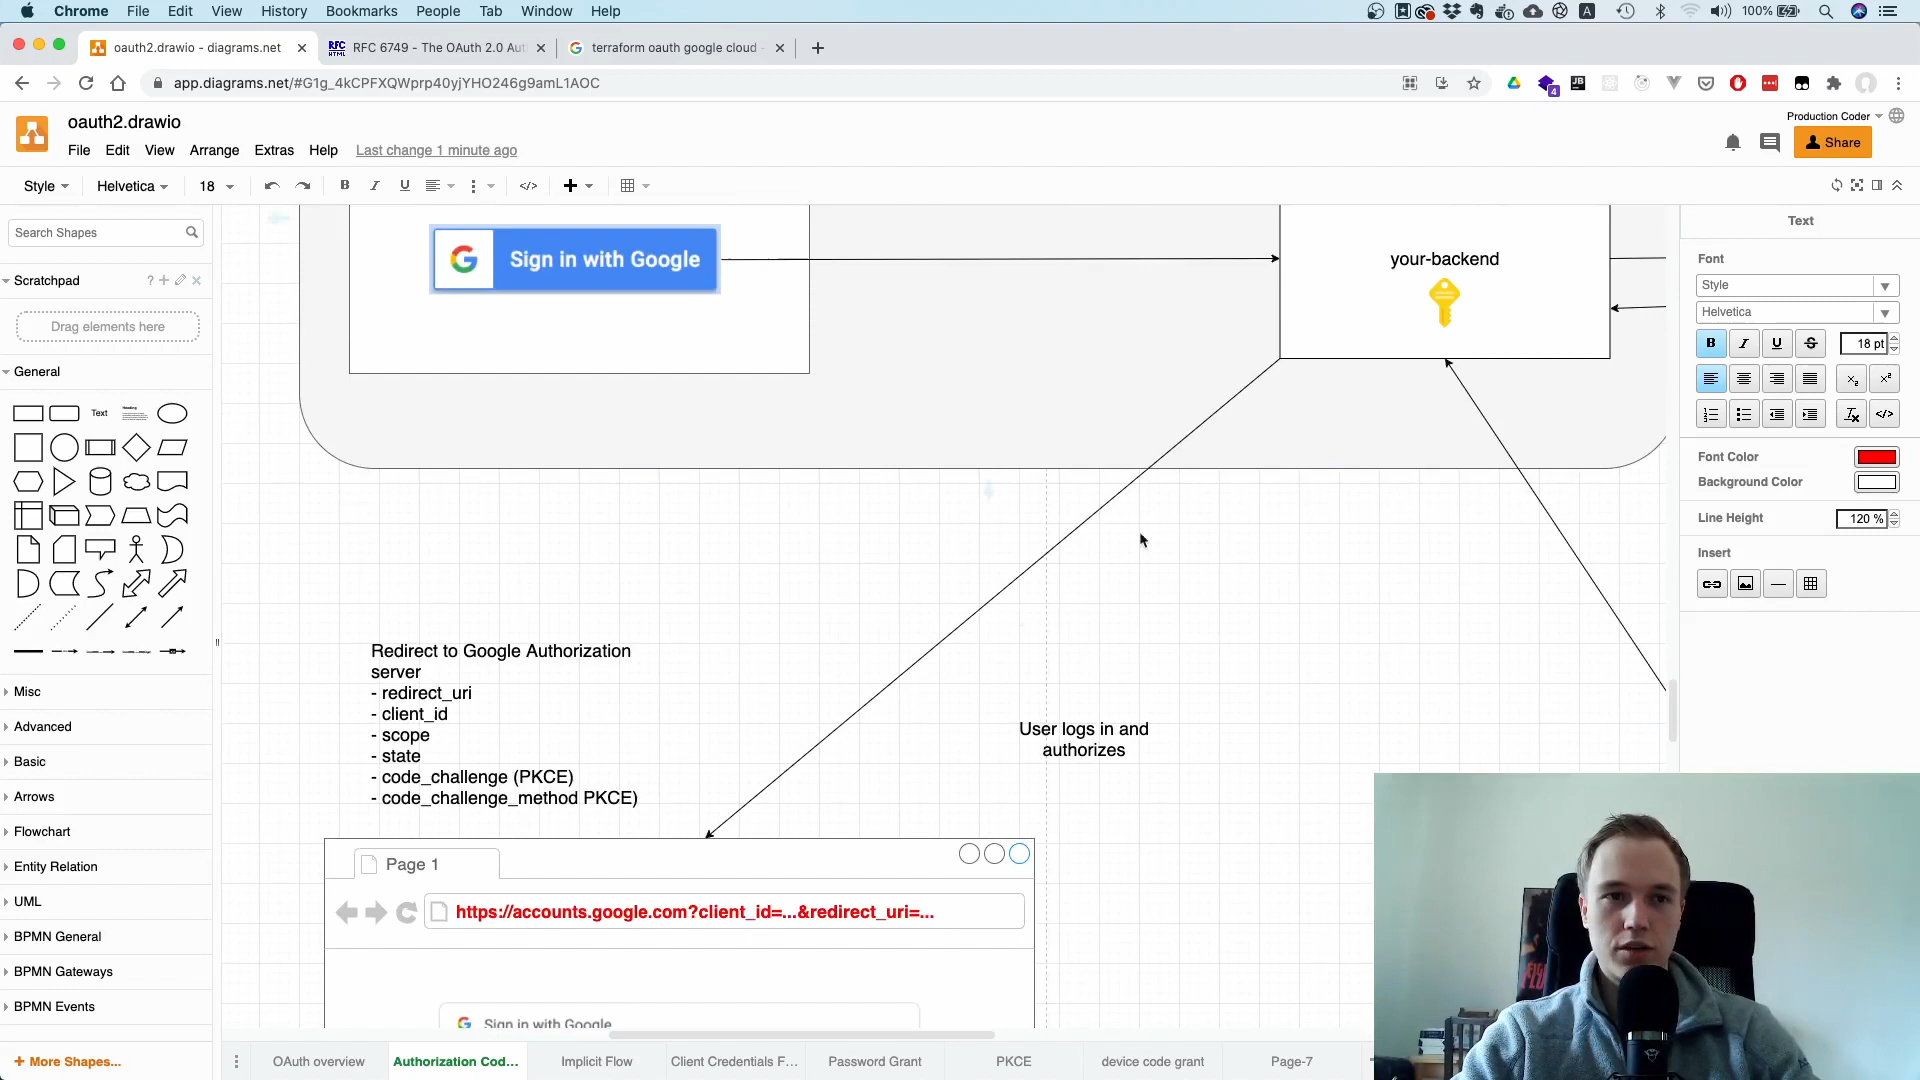 Chrome File Edit View History Bookmarks People Tab Window Help
A 100%
oauth2.drawio - diagrams.net
RFC HTML RFC 6749 - The OAuth 2.0 Aut
terraform oauth google cloud -
app.diagrams.net/#G1g_4kCPFXQWprp40yjYHO246g9amL1AOC
4 JB
oauth2.drawio
Production Coder
File Edit View Arrange Extras Help Last change 1 minute ago
Share
Style Helvetica 18 B I U
Search Shapes
Text
Scratchpad ?
Drag elements here
General
Text Heading
Misc
Advanced
Basic
Arrows
Flowchart
Entity Relation
UML
BPMN General
BPMN Gateways
BPMN Events
+ More Shapes...
G Sign in with Google
your-backend
Redirect to Google Authorization
server
- redirect_uri
- client_id
- scope
- state
- code_challenge (PKCE)
- code_challenge_method PKCE)
User logs in and
authorizes
Page 1
https://accounts.google.com?client_id=...&redirect_uri=...
Sign in with Google
Font
Style
Helvetica
B I U S 18 pt
Font Color
Background Color
Line Height 120 %
Insert
OAuth overview Authorization Cod... Implicit Flow Client Credentials F... Password Grant PKCE device code grant Page-7